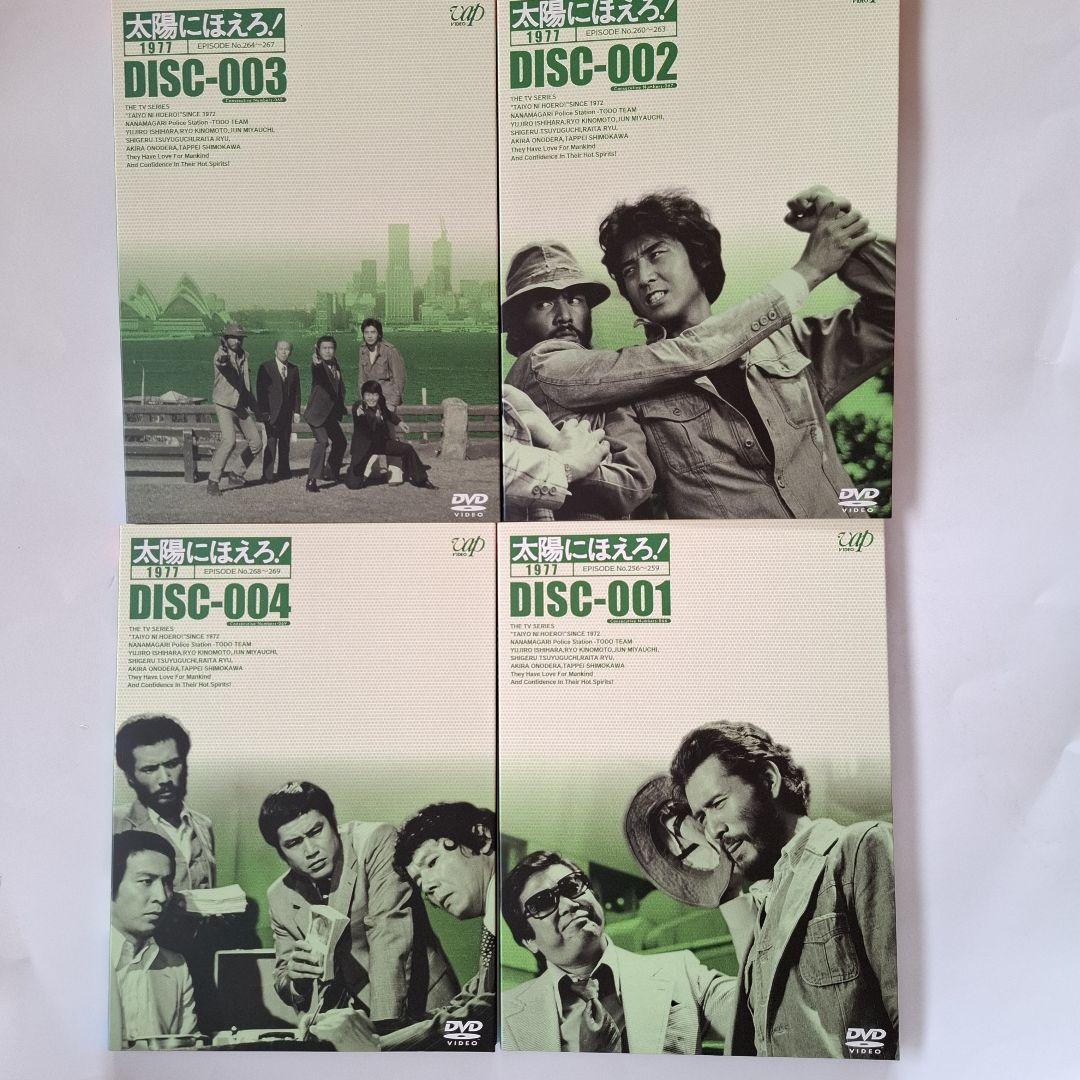 太陽にほえろ!
vap
VIDEO
1977
EPISODE No.264～267
DISC-003
THE TV SERIES
"TAIYO NI HOERO!"SINCE 1972
NANAMAGARI Police Station -TODO TEAM
YUJIRO ISHIHARA,RYO KINOMOTO,JUN MIYAUCHI,
SHIGERU TSUYUGUCHI,RAITA RYU,
AKIRA ONODERA,TAPPEI SHIMOKAWA
They Have Love For Mankind
And Confidence In Their Hot Spirits!
DVD
VIDEO
太陽にほえろ!
VIDEO
1977
EPISODE No.260～263
DISC-002
THE TV SERIES
"TAIYO NI HOERO!"SINCE 1972
NANAMAGARI Police Station -TODO TEAM
YUJIRO ISHIHARA,RYO KINOMOTO,JUN MIYAUCHI,
SHIGERU TSUYUGUCHI,RAITA RYU,
AKIRA ONODERA,TAPPEI SHIMOKAWA
They Have Love For Mankind
And Confidence In Their Hot Spirits!
DVD
VIDEO
太陽にほえろ!
vap
VIDEO
1977
EPISODE No.268～269
DISC-004
THE TV SERIES
"TAIYO NI HOERO!"SINCE 1972
NANAMAGARI Police Station -TODO TEAM
YUJIRO ISHIHARA,RYO KINOMOTO,JUN MIYAUCHI,
SHIGERU TSUYUGUCHI,RAITA RYU,
AKIRA ONODERA,TAPPEI SHIMOKAWA
They Have Love For Mankind
And Confidence In Their Hot Spirits!
DVD
VIDEO
太陽にほえろ!
vap
VIDEO
1977
EPISODE No.256～259
DISC-001
THE TV SERIES
"TAIYO NI HOERO!"SINCE 1972
NANAMAGARI Police Station -TODO TEAM
YUJIRO ISHIHARA,RYO KINOMOTO,JUN MIYAUCHI,
SHIGERU TSUYUGUCHI,RAITA RYU,
AKIRA ONODERA,TAPPEI SHIMOKAWA
They Have Love For Mankind
And Confidence In Their Hot Spirits!
DVD
VIDEO